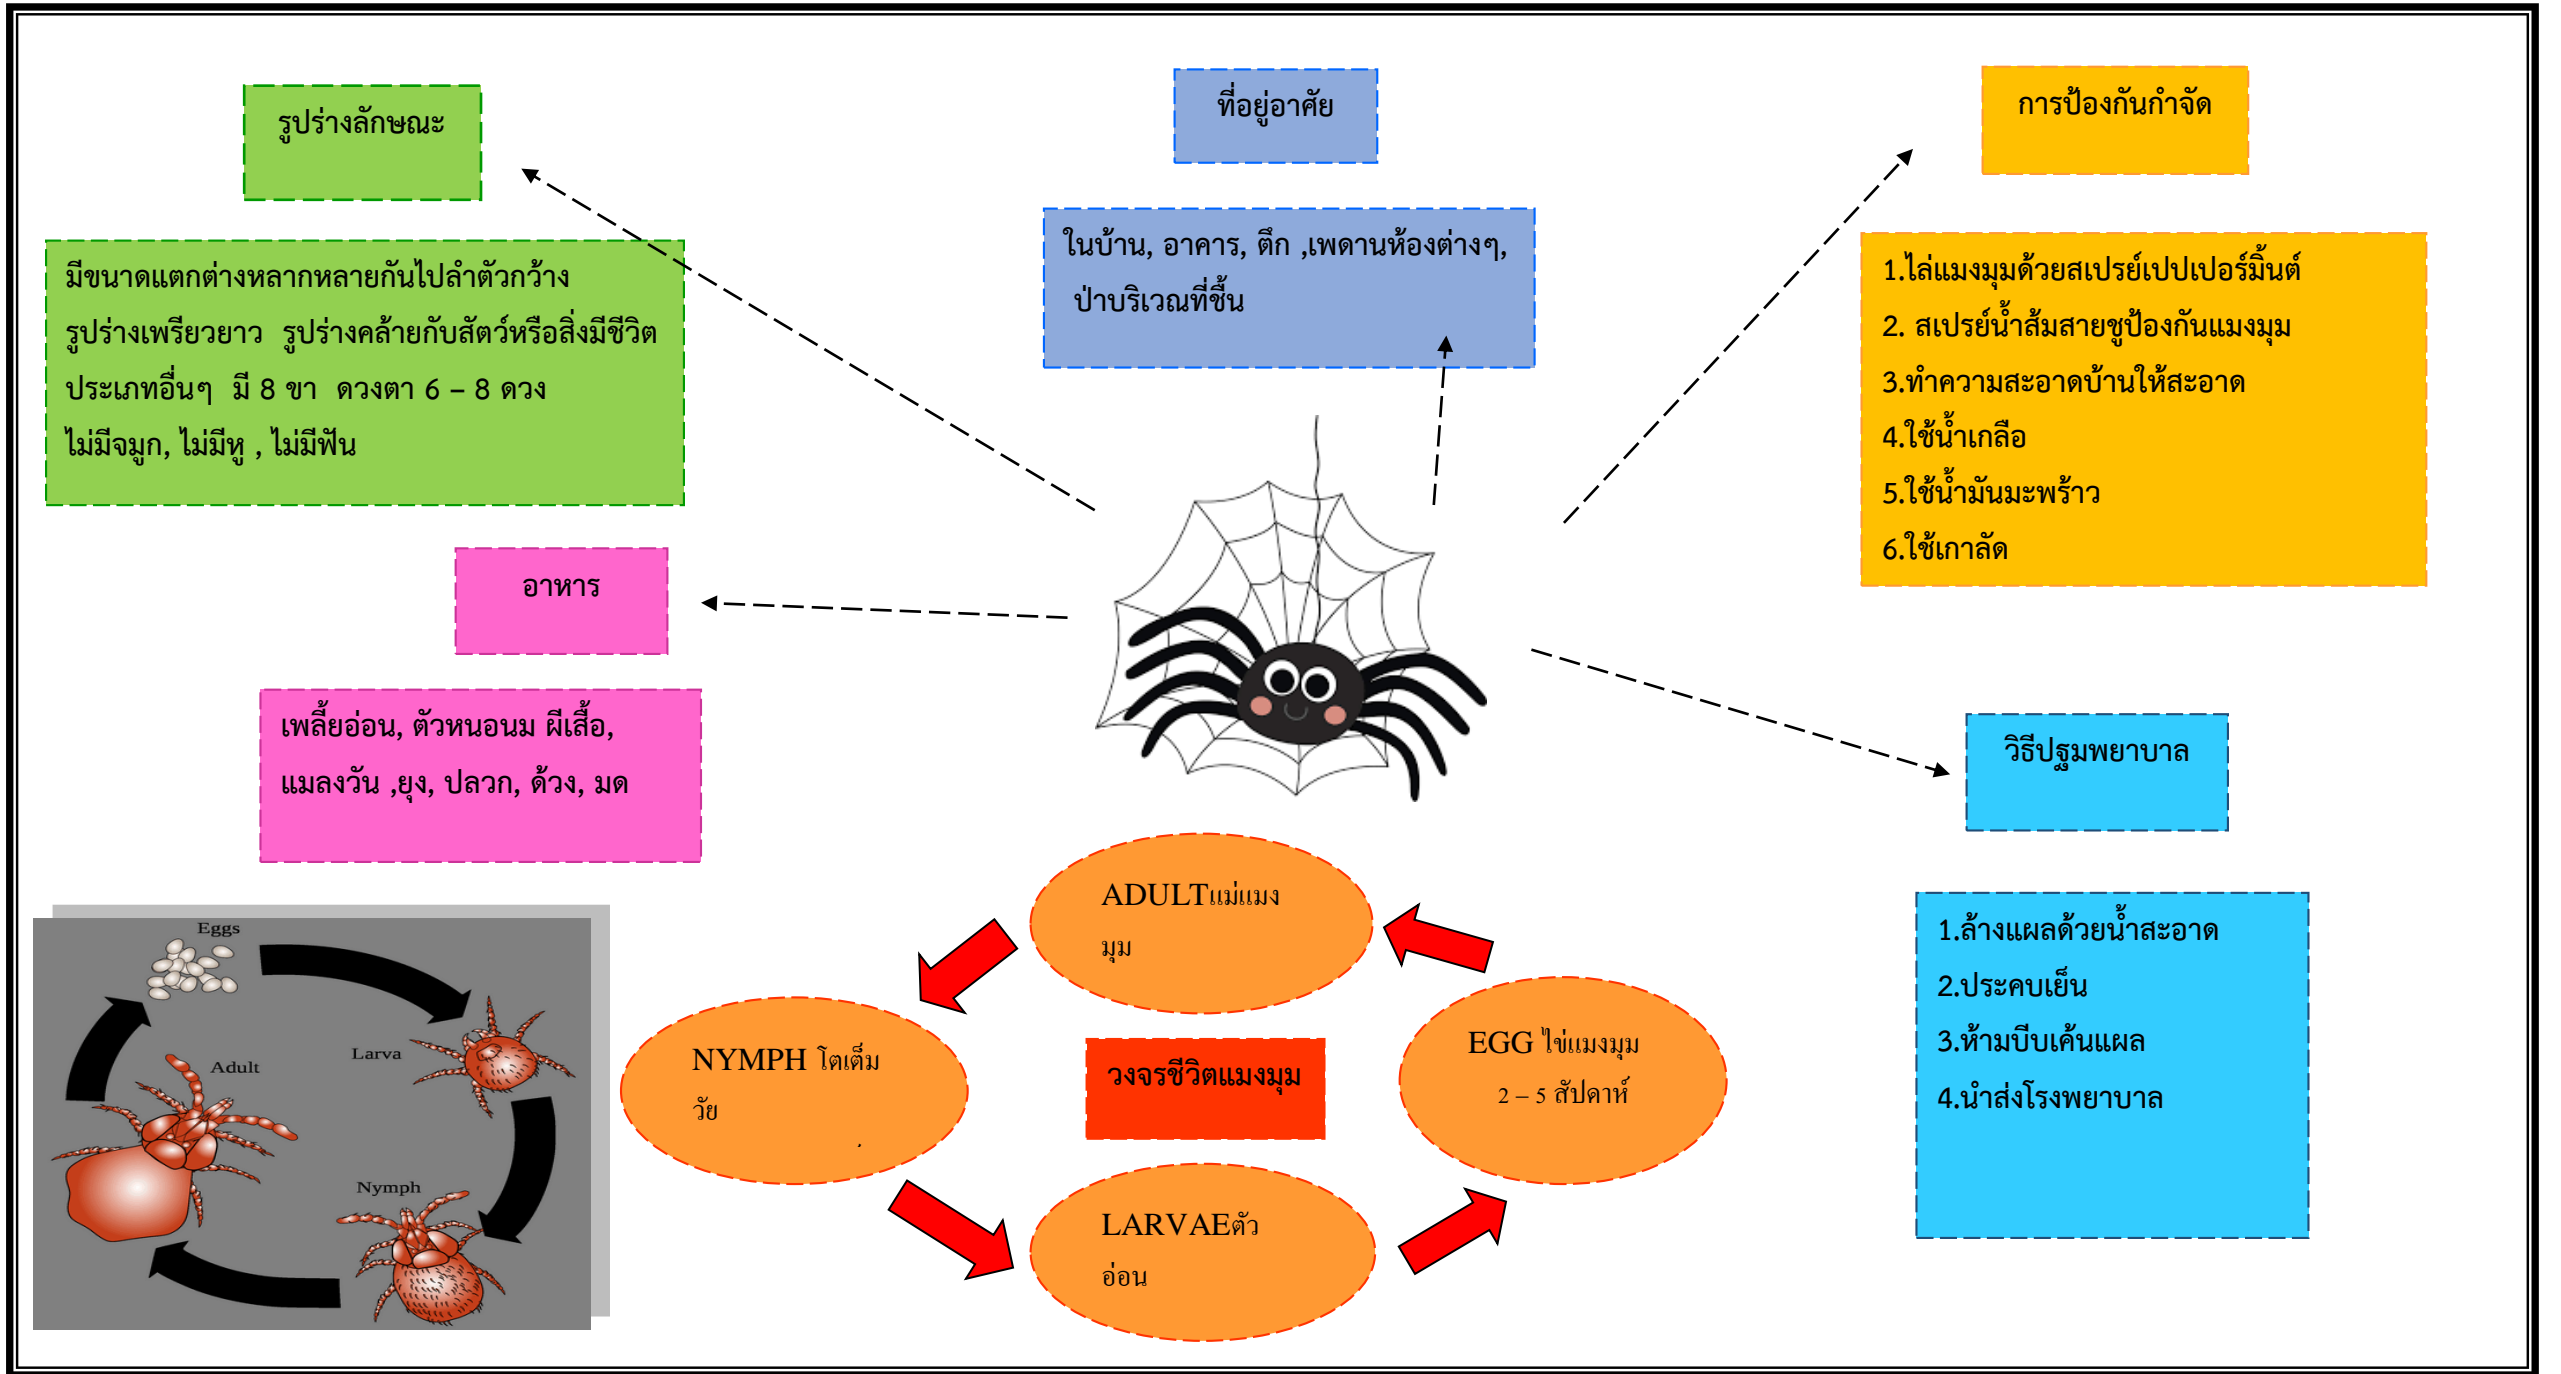 รูปร่างลักษณะ
มีขนาดแตกต่างหลากหลายกันไปลำตัวกว้าง
รูปร่างเพรียวยาว รูปร่างคล้ายกับสัตว์หรือสิ่งมีชีวิต
ประเภทอื่นๆ มี 8 ขา ดวงตา 6 – 8 ดวง
ไม่มีจมูก, ไม่มีหู , ไม่มีฟัน
ที่อยู่อาศัย
ในบ้าน, อาคาร, ตึก ,เพดานห้องต่างๆ,
ป่าบริเวณที่ชื้น
การป้องกันกำจัด
1.ไล่แมงมุมด้วยสเปรย์เปปเปอร์มิ้นต์
2. สเปรย์น้ำส้มสายชูป้องกันแมงมุม
3.ทำความสะอาดบ้านให้สะอาด
4.ใช้น้ำเกลือ
5.ใช้น้ำมันมะพร้าว
6.ใช้เกาลัด
อาหาร
เพลี้ยอ่อน, ตัวหนอนม ผีเสื้อ,
แมลงวัน ,ยุง, ปลวก, ด้วง, มด
วิธีปฐมพยาบาล
1.ล้างแผลด้วยน้ำสะอาด
2.ประคบเย็น
3.ห้ามบีบเค้นแผล
4.นำส่งโรงพยาบาล
Eggs
Larva
Adult
Nymph
ADULTแม่แมง
มุม
NYMPH โตเต็ม
วัย
วงจรชีวิตแมงมุม
EGG ไข่แมงมุม
2 – 5 สัปดาห์
LARVAEตัว
อ่อน